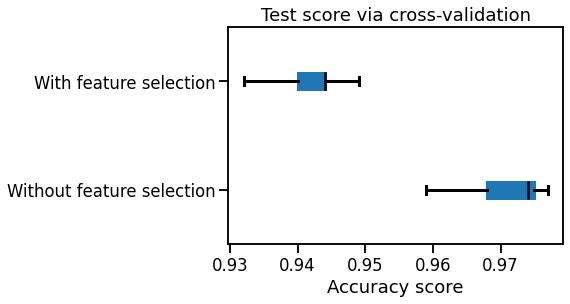 Test score via cross-validation
With feature selection
Without feature selection
0.93 0.94 0.95 0.96 0.97
Accuracy score